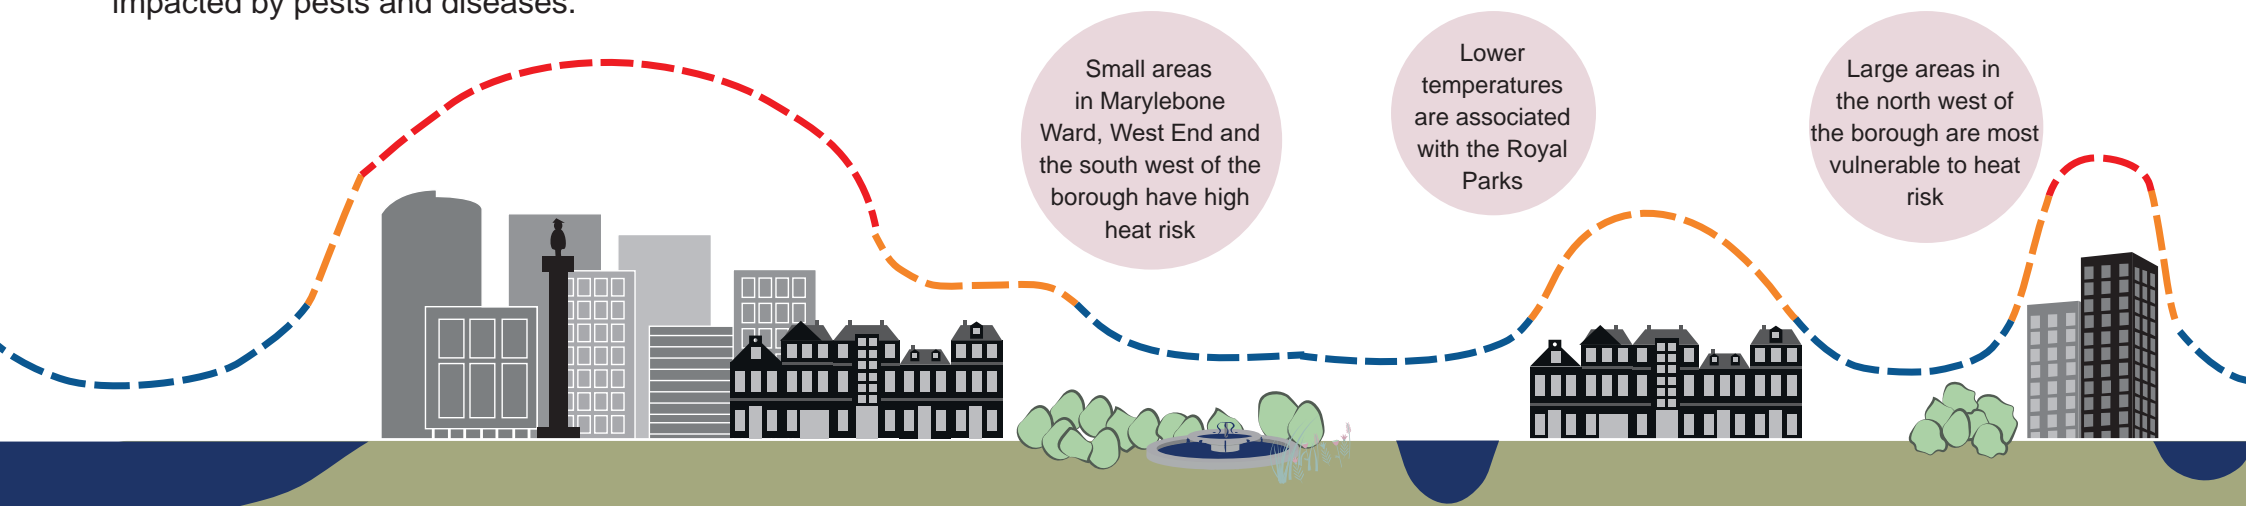 impacted by pests and diseases.
Small areas
in Marylebone
Ward, West End and
the south west of the
borough have high
heat risk
Lower
temperatures
are associated
with the Royal
Parks
Large areas in
the north west of
the borough are most
vulnerable to heat
risk